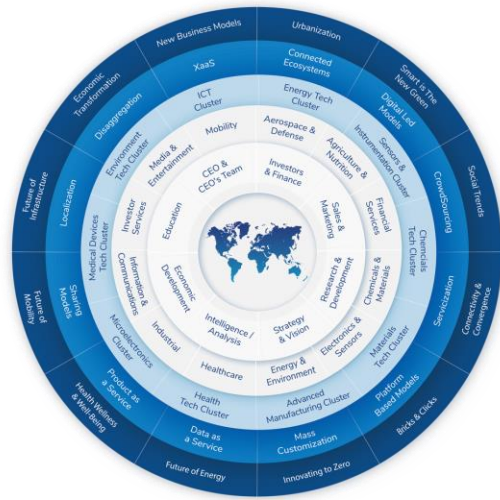 Urbanization
Smart is The
New Green
Social Trends
Connectivity &
Convergence
Bricks & Clicks
Innovating to Zero
Future of Energy
Health Wellness
& Well-Being
Future of
Mobility
Future of
Infrastructure
Economic
Transformation
New Business Models
Connected
Ecosystems
Digital Led
Models
CrowdSourcing
Servicization
Platform
Based Models
Mass
Customization
Data as
a Service
Product as
a Service
Sharing
Models
Localization
Disaggregation
XaaS
Energy Tech
Cluster
Sensors &
Instrumentation Cluster
Chemcials
Tech Cluster
Materials
Tech Cluster
Advanced
Manufacturing Cluster
Health
Tech Cluster
Microelectronics
Cluster
Medical Devices
Tech Cluster
Environment
Tech Cluster
ICT
Cluster
Aerospace &
Defense
Agriculture &
Nutrition
Financial
Services
Chemicals &
Materials
Electronics &
Sensors
Energy &
Environment
Healthcare
Industrial
Information &
Communications
Investor
Services
Media &
Entertainment
Mobility
Investors
& Finance
Sales &
Marketing
Research &
Development
Strategy
& Vision
Intelligence /
Analysis
Economic
Development
Education
CEO &
CEO's Team